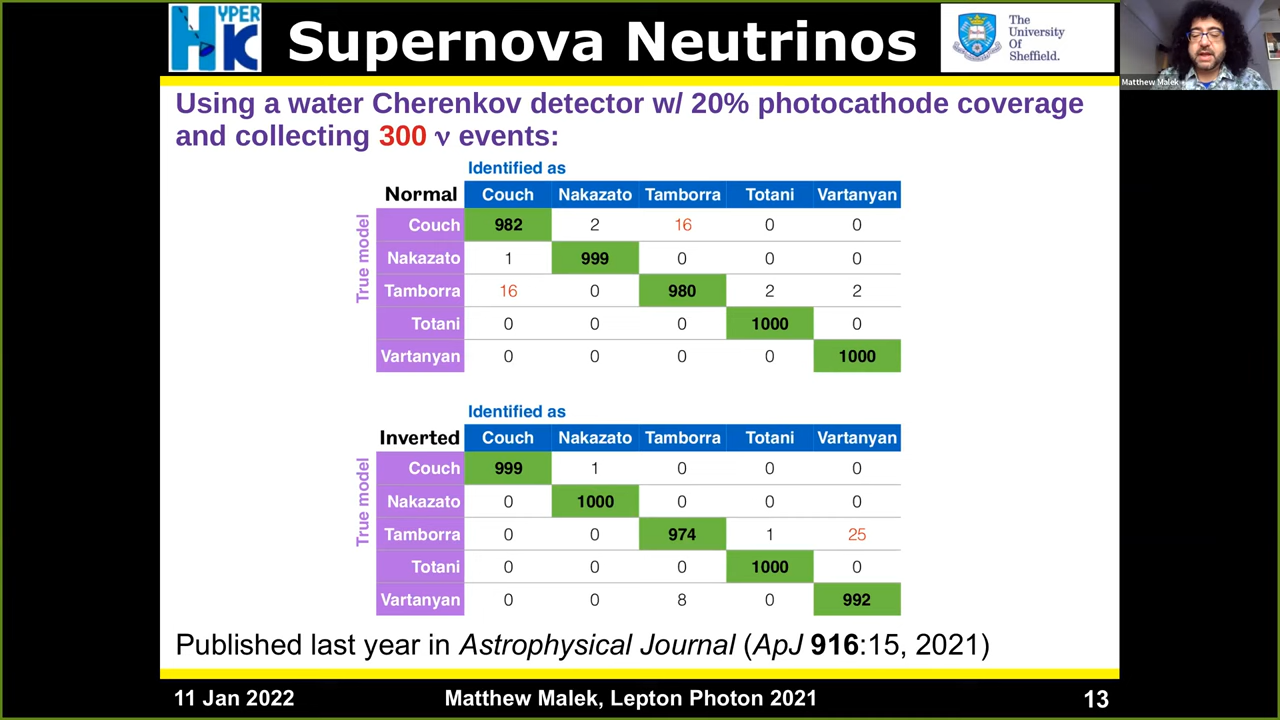 HYPER K
Supernova Neutrinos
The
University
Of
Sheffield.
Matthew Malek
Using a water Cherenkov detector w/ 20% photocathode coverage
and collecting 300 ν events:
Identified as
Normal Couch Nakazato Tamborra Totani Vartanyan
True model
Couch 982 2 16 0 0
Nakazato 1 999 0 0 0
Tamborra 16 0 980 2 2
Totani 0 0 0 1000 0
Vartanyan 0 0 0 0 1000
Identified as
Inverted Couch Nakazato Tamborra Totani Vartanyan
True model
Couch 999 1 0 0 0
Nakazato 0 1000 0 0 0
Tamborra 0 0 974 1 25
Totani 0 0 0 1000 0
Vartanyan 0 0 8 0 992
Published last year in Astrophysical Journal (ApJ 916:15, 2021)
11 Jan 2022 Matthew Malek, Lepton Photon 2021 13